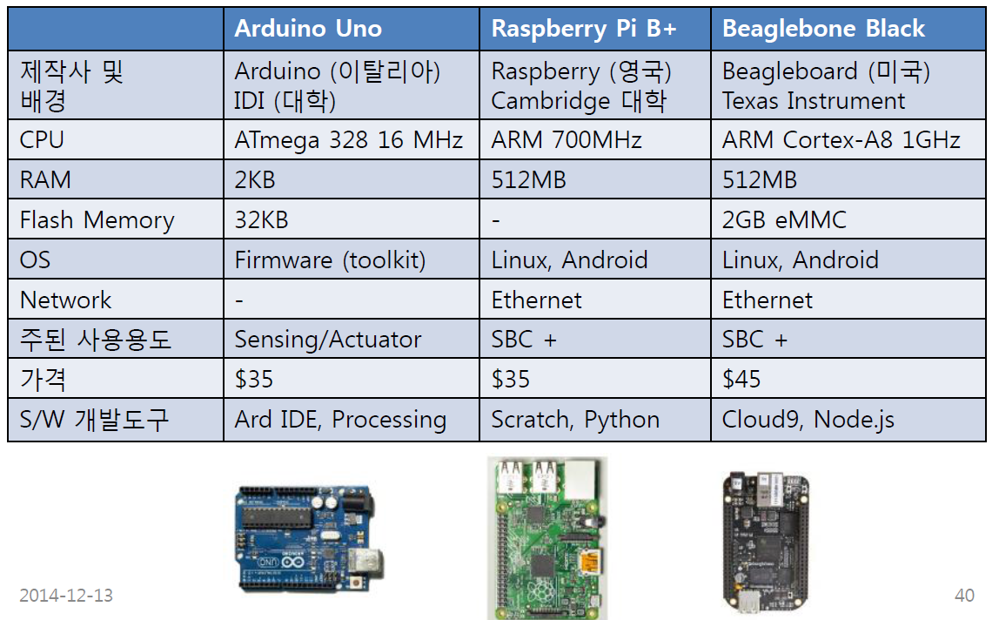 Arduino Uno Raspberry Pi B+ Beaglebone Black
제작사 및 배경 Arduino (이탈리아) IDI (대학) Raspberry (영국) Cambridge 대학 Beagleboard (미국) Texas Instrument
CPU ATmega 328 16 MHz ARM 700MHz ARM Cortex-A8 1GHz
RAM 2KB 512MB 512MB
Flash Memory 32KB - 2GB eMMC
OS Firmware (toolkit) Linux, Android Linux, Android
Network - Ethernet Ethernet
주된 사용용도 Sensing/Actuator SBC + SBC +
가격 $35 $35 $45
S/W 개발도구 Ard IDE, Processing Scratch, Python Cloud9, Node.js
UNO
ARDUINO
2014-12-13
40